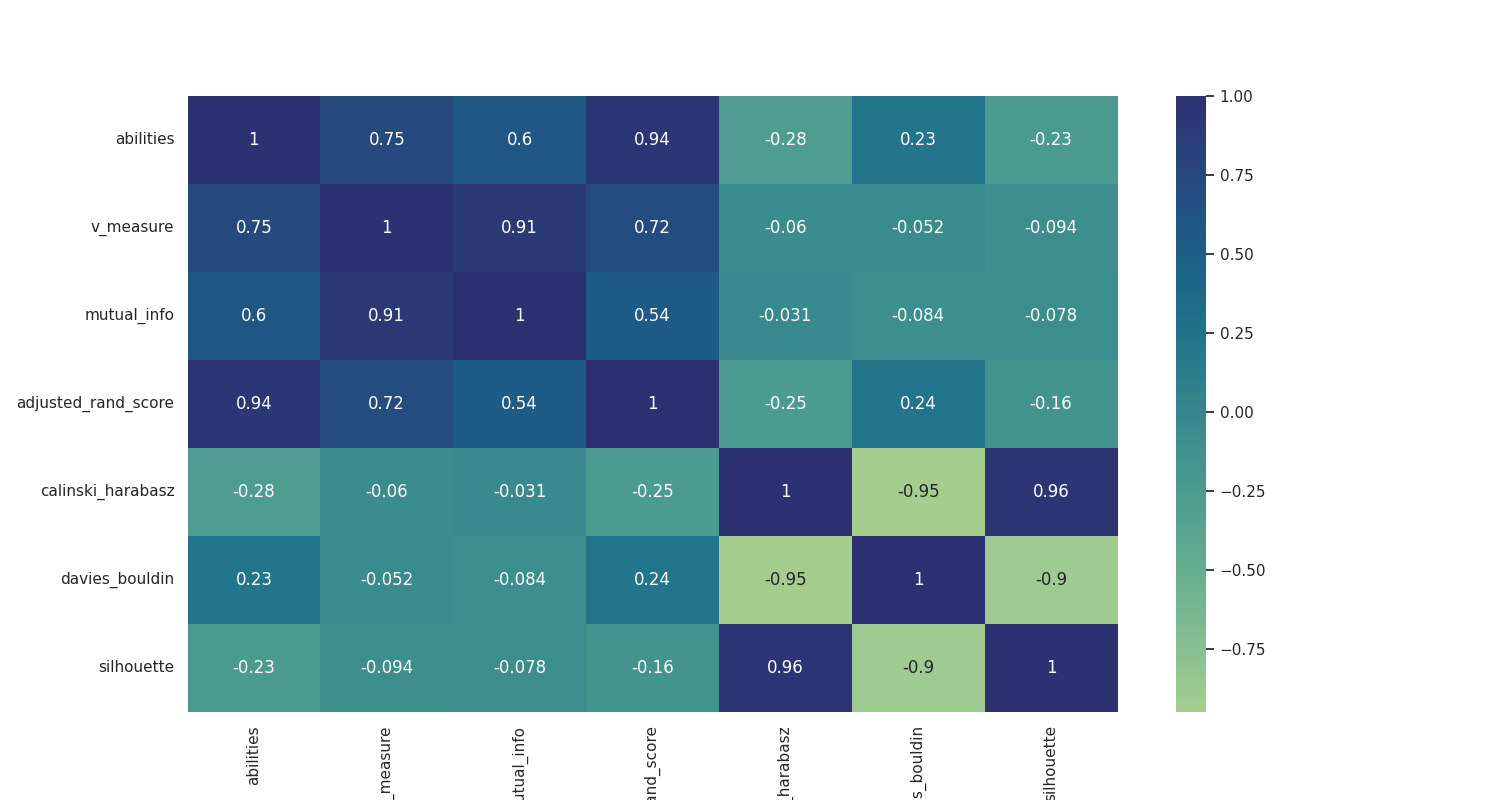 abilities 1 0.75 0.6 0.94 -0.28 0.23 -0.23
v_measure 0.75 1 0.91 0.72 -0.06 -0.052 -0.094
mutual_info 0.6 0.91 1 0.54 -0.031 -0.084 -0.078
adjusted_rand_score 0.94 0.72 0.54 1 -0.25 0.24 -0.16
calinski_harabasz -0.28 -0.06 -0.031 -0.25 1 -0.95 0.96
davies_bouldin 0.23 -0.052 -0.084 0.24 -0.95 1 -0.9
silhouette -0.23 -0.094 -0.078 -0.16 0.96 -0.9 1
abilities
_measure
utual_info
and_score
_harabasz
s_bouldin
silhouette
1.00
0.75
0.50
0.25
0.00
−0.25
−0.50
−0.75